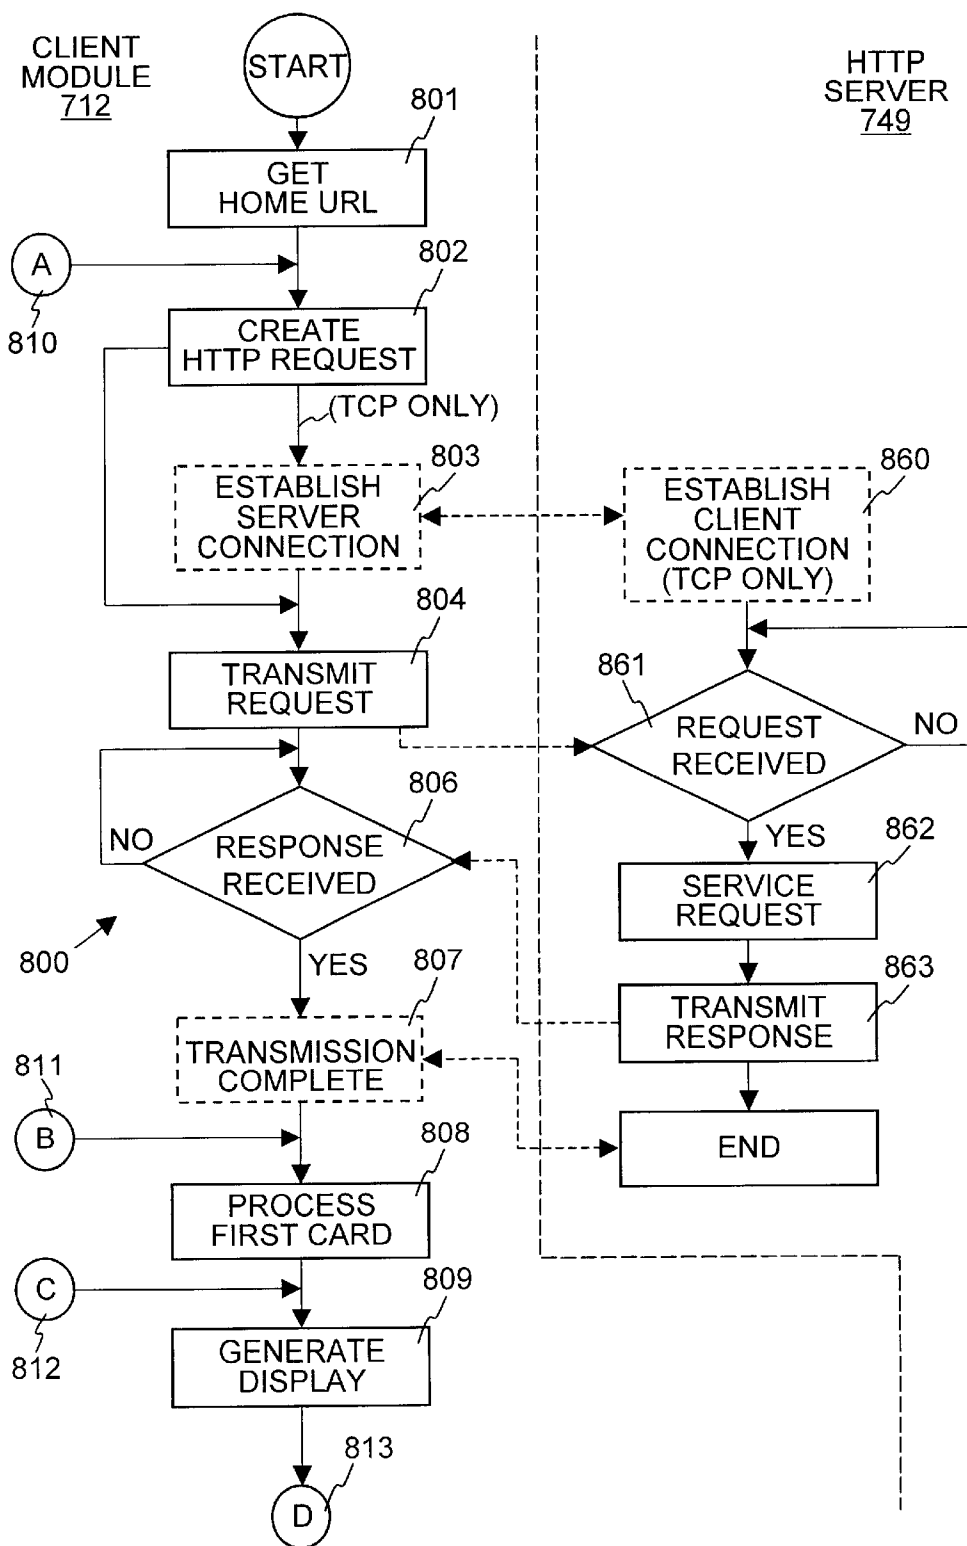 CLIENT
MODULE
712
START
HTTP
SERVER
749
801
GET
HOME URL
A
810
802
CREATE
HTTP REQUEST
(TCP ONLY)
803
ESTABLISH
SERVER
CONNECTION
860
ESTABLISH
CLIENT
CONNECTION
(TCP ONLY)
804
TRANSMIT
REQUEST
861
REQUEST
RECEIVED
NO
YES
806
RESPONSE
RECEIVED
NO
YES
800
862
SERVICE
REQUEST
863
TRANSMIT
RESPONSE
807
TRANSMISSION
COMPLETE
END
811
B
808
PROCESS
FIRST CARD
C
812
809
GENERATE
DISPLAY
813
D